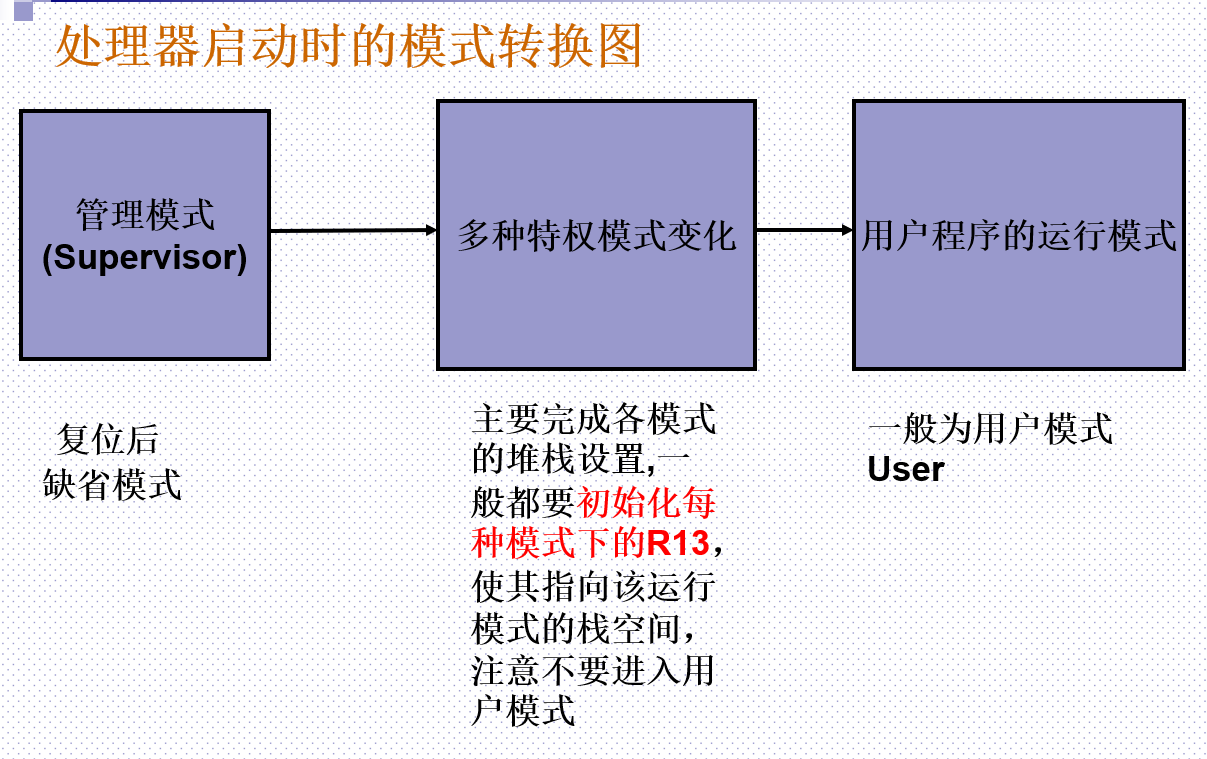 处理器启动时的模式转换图
管理模式
(Supervisor)
多种特权模式变化
用户程序的运行模式
复位后
缺省模式
主要完成各模式
的堆栈设置,一
般都要初始化每
种模式下的R13，
使其指向该运行
模式的栈空间，
注意不要进入用
户模式
一般为用户模式
User